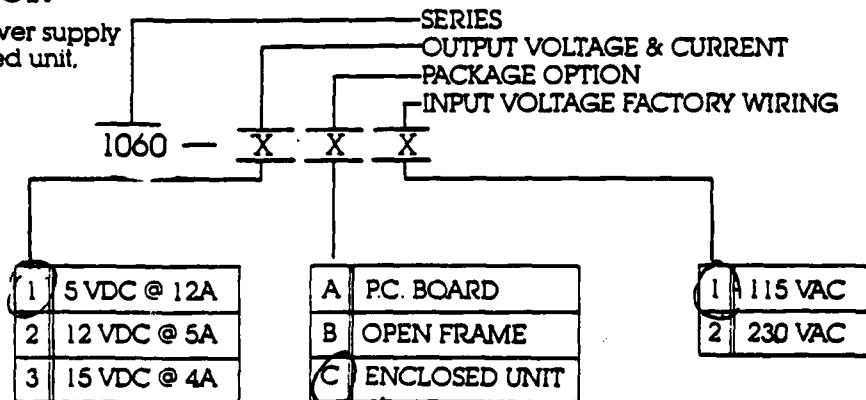 ver supply
ed unit,
SERIES
OUTPUT VOLTAGE & CURRENT
PACKAGE OPTION
INPUT VOLTAGE FACTORY WIRING
1060 — X X X
1 5 VDC @ 12A
2 12 VDC @ 5A
3 15 VDC @ 4A
A P.C. BOARD
B OPEN FRAME
C ENCLOSED UNIT
1 115 VAC
2 230 VAC